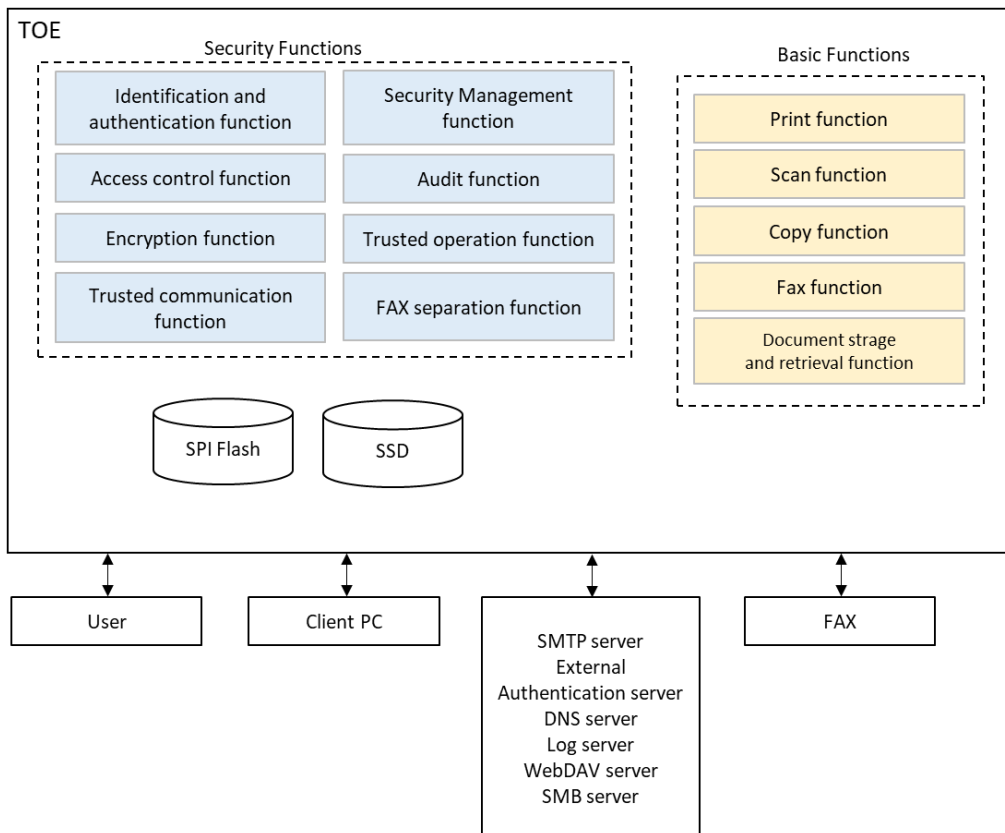 TOE
Security Functions
Identification and
authentication function
Security Management
function
Access control function
Audit function
Encryption function
Trusted operation function
Trusted communication
function
FAX separation function
Basic Functions
Print function
Scan function
Copy function
Fax function
Document strage
and retrieval function
SPI Flash
SSD
User
Client PC
SMTP server
External
Authentication server
DNS server
Log server
WebDAV server
SMB server
FAX